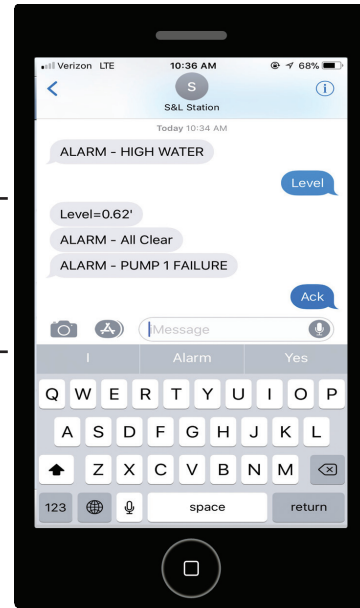 Verizon LTE 10:36 AM 68%
S
S&L Station
Today 10:34 AM
ALARM - HIGH WATER
Level
Level=0.62'
ALARM - All Clear
ALARM - PUMP 1 FAILURE
Ack
iMessage
I Alarm Yes
Q W E R T Y U I O P
A S D F G H J K L
Z X C V B N M
123 space return